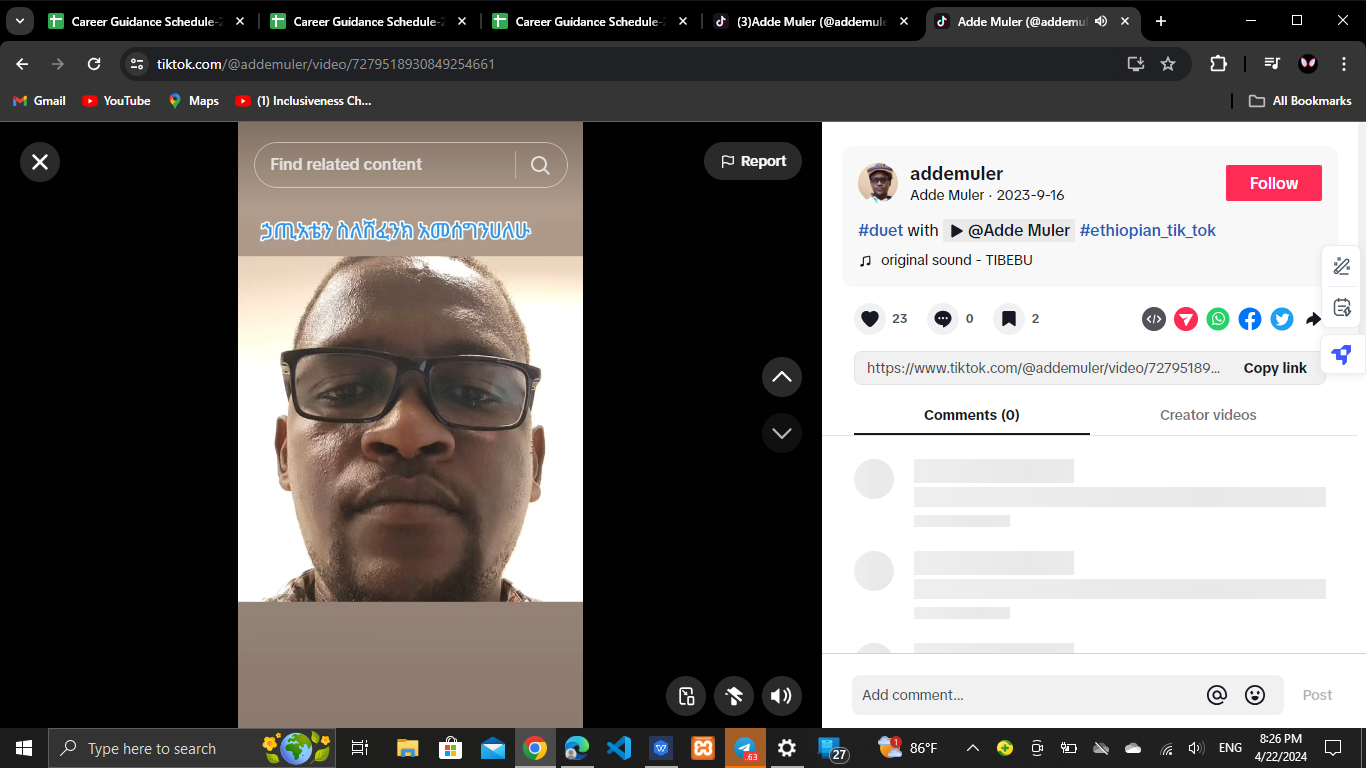 Career Guidance Schedule-2
Career Guidance Schedule-2
Career Guidance Schedule-2
(3)Adde Muler (@addemule
Adde Muler (@addemul
tiktok.com/@addemuler/video/7279518930849254661
Gmail
YouTube
Maps
(1) Inclusiveness Ch...
All Bookmarks
Find related content
Report
ኃጢአቴን ስለሸፈንክ አመሰግንሀለሁ
addemuler
Adde Muler · 2023-9-16
Follow
#duet with @Adde Muler #ethiopian_tik_tok
original sound - TIBEBU
23
0
2
https://www.tiktok.com/@addemuler/video/72795189...
Copy link
Comments (0)
Creator videos
Add comment...
Post
Type here to search
.63
27
1
86°F
ENG
8:26 PM
4/22/2024